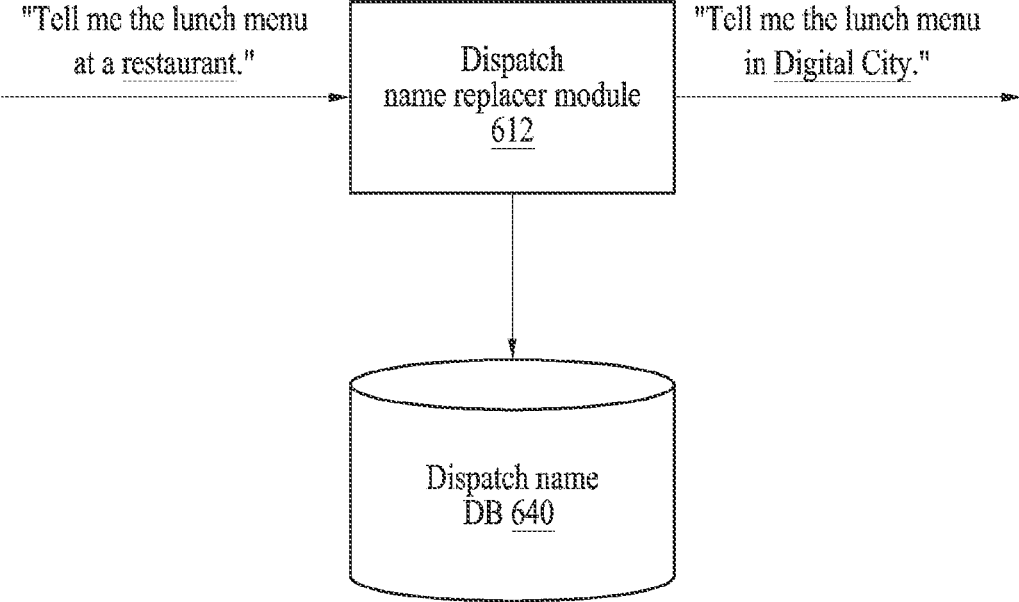 "Tell me the lunch menu
at a restaurant."
Dispatch
name replacer module
612
"Tell me the lunch menu
in Digital City."
Dispatch name
DB 640